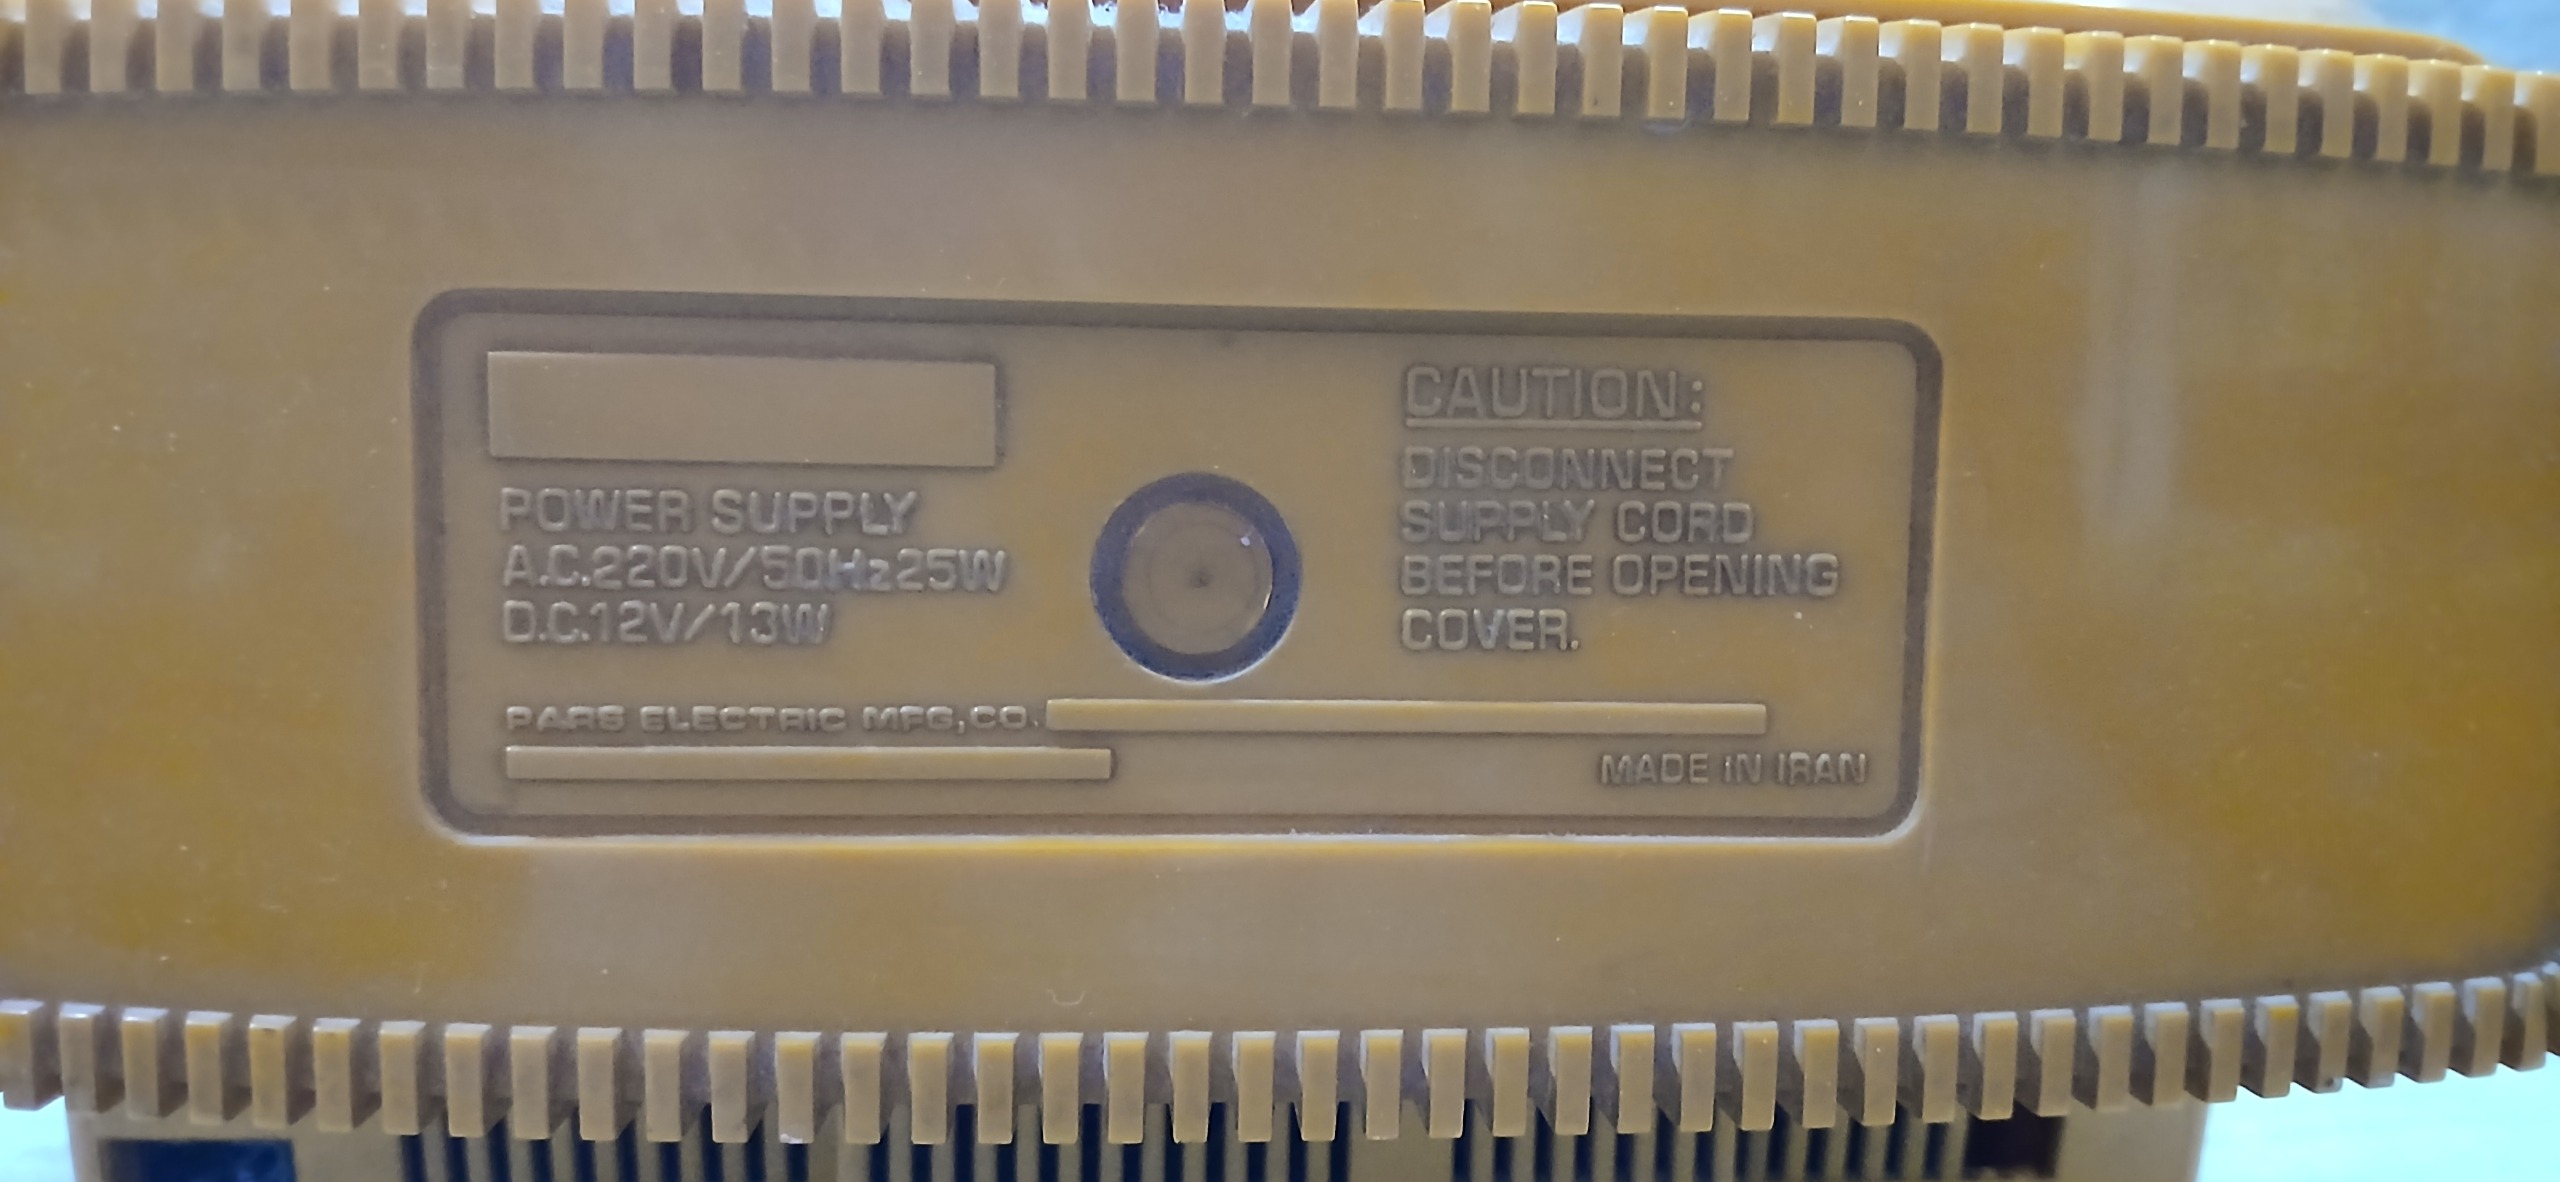 POWER SUPPLY
A.C.220V/50Hz25W
D.C.12V/13W
CAUTION:
DISCONNECT
SUPPLY CORD
BEFORE OPENING
COVER.
PARS ELECTRIC MFG,CO.
MADE IN IRAN